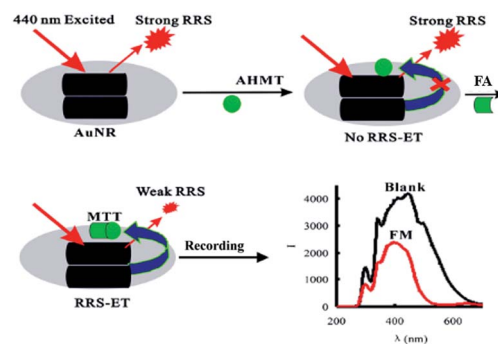 440 nm Excited
Strong RRS
AuNR
AHMT
Strong RRS
No RRS-ET
FA
Weak RRS
MTT
RRS-ET
Recording
Blank
FM
I
4000
3000
2000
1000
0
200 400 600
λ (nm)